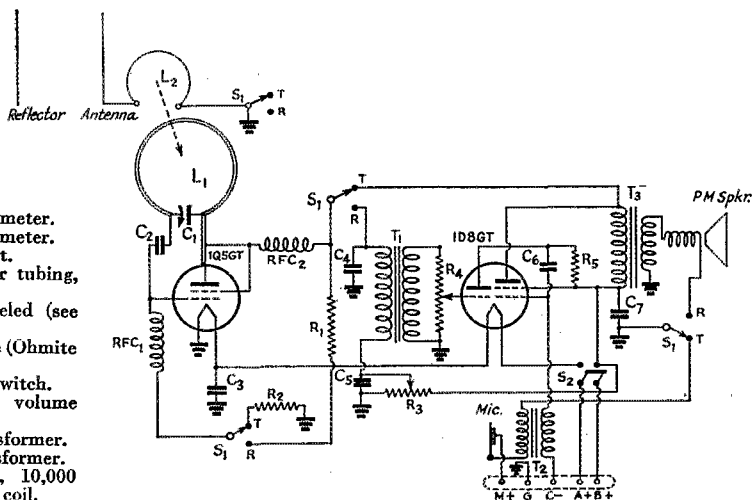 Reflector Antenna
L2
S1 T
R
L1
C2 C1
1Q5GT
RFC2
RFC1
C3
R2
S1 T
R
R1
S1 T
R
C4 T1
R4
C5
R3
1D8GT
C6
R5
T3
PM Spkr.
C7
R
S1 T
S2
Mic.
T2
M+ G C- A+ B+
meter.
meter.
t.
r tubing,
eled (see
(Ohmite
witch.
volume
sformer.
sformer.
, 10,000
coil.